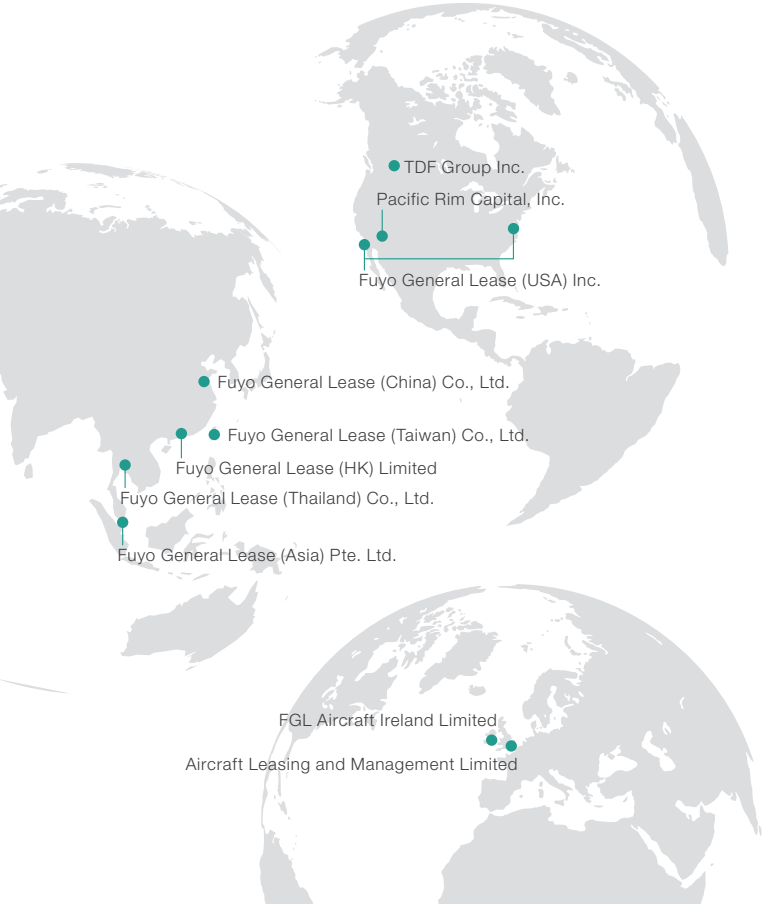 TDF Group Inc.
Pacific Rim Capital, Inc.
Fuyo General Lease (USA) Inc.
Fuyo General Lease (China) Co., Ltd.
Fuyo General Lease (Taiwan) Co., Ltd.
Fuyo General Lease (HK) Limited
Fuyo General Lease (Thailand) Co., Ltd.
Fuyo General Lease (Asia) Pte. Ltd.
FGL Aircraft Ireland Limited
Aircraft Leasing and Management Limited